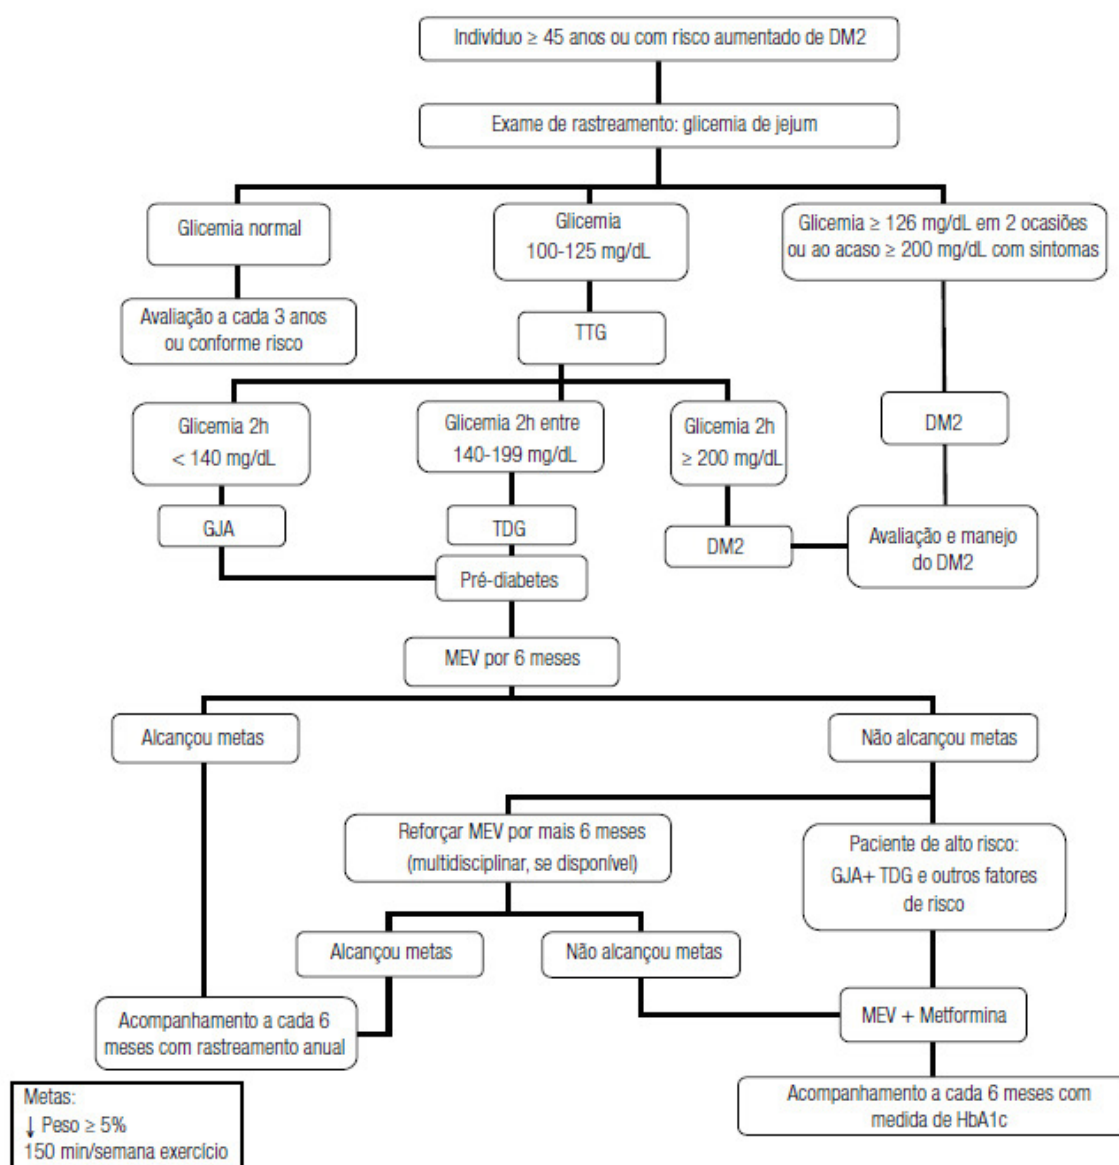 Indivíduo ≥ 45 anos ou com risco aumentado de DM2
Exame de rastreamento: glicemia de jejum
Glicemia normal
Glicemia
100-125 mg/dL
Glicemia ≥ 126 mg/dL em 2 ocasiões
ou ao acaso ≥ 200 mg/dL com sintomas
Avaliação a cada 3 anos
ou conforme risco
TTG
Glicemia 2h
< 140 mg/dL
Glicemia 2h entre
140-199 mg/dL
Glicemia 2h
≥ 200 mg/dL
DM2
GJA
TDG
DM2
Avaliação e manejo
do DM2
Pré-diabetes
MEV por 6 meses
Alcançou metas
Não alcançou metas
Reforçar MEV por mais 6 meses
(multidisciplinar, se disponível)
Paciente de alto risco:
GJA+ TDG e outros fatores
de risco
Alcançou metas
Não alcançou metas
Acompanhamento a cada 6
meses com rastreamento anual
MEV + Metformina
Metas:
↓ Peso ≥ 5%
150 min/semana exercício
Acompanhamento a cada 6 meses com
medida de HbA1c